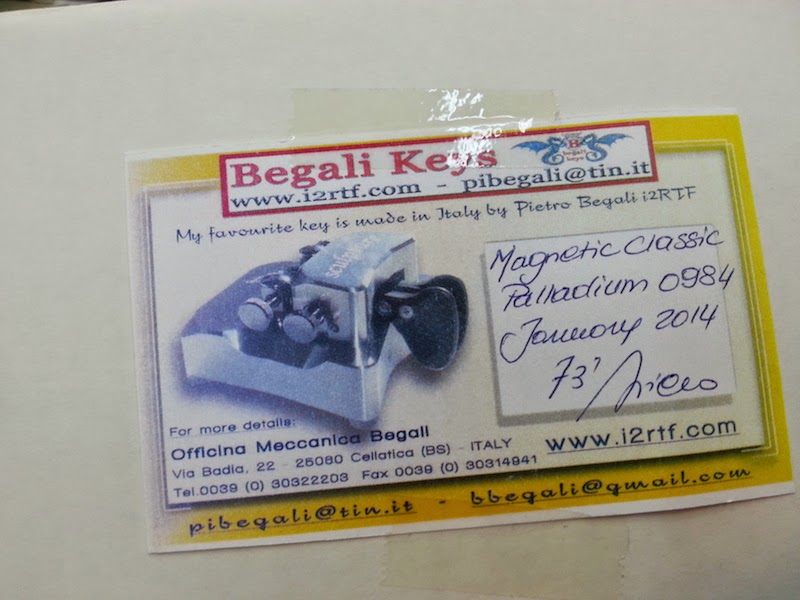 Begali Keys
begali
keys
www.i2rtf.com - pibegali@tin.it
My favourite key is made in Italy by Pietro Begali i2RTF
Magnetic Classic
Palladium 0984
January 2014
73'
For more details:
Officina Meccanica Begali
Via Badia, 22 - 25080 Cellatica (BS) - ITALY
Tel.0039 (0) 30322203 Fax 0039 (0) 30314941
www.i2rtf.com
pibegali@tin.it - bbegali@gmail.com